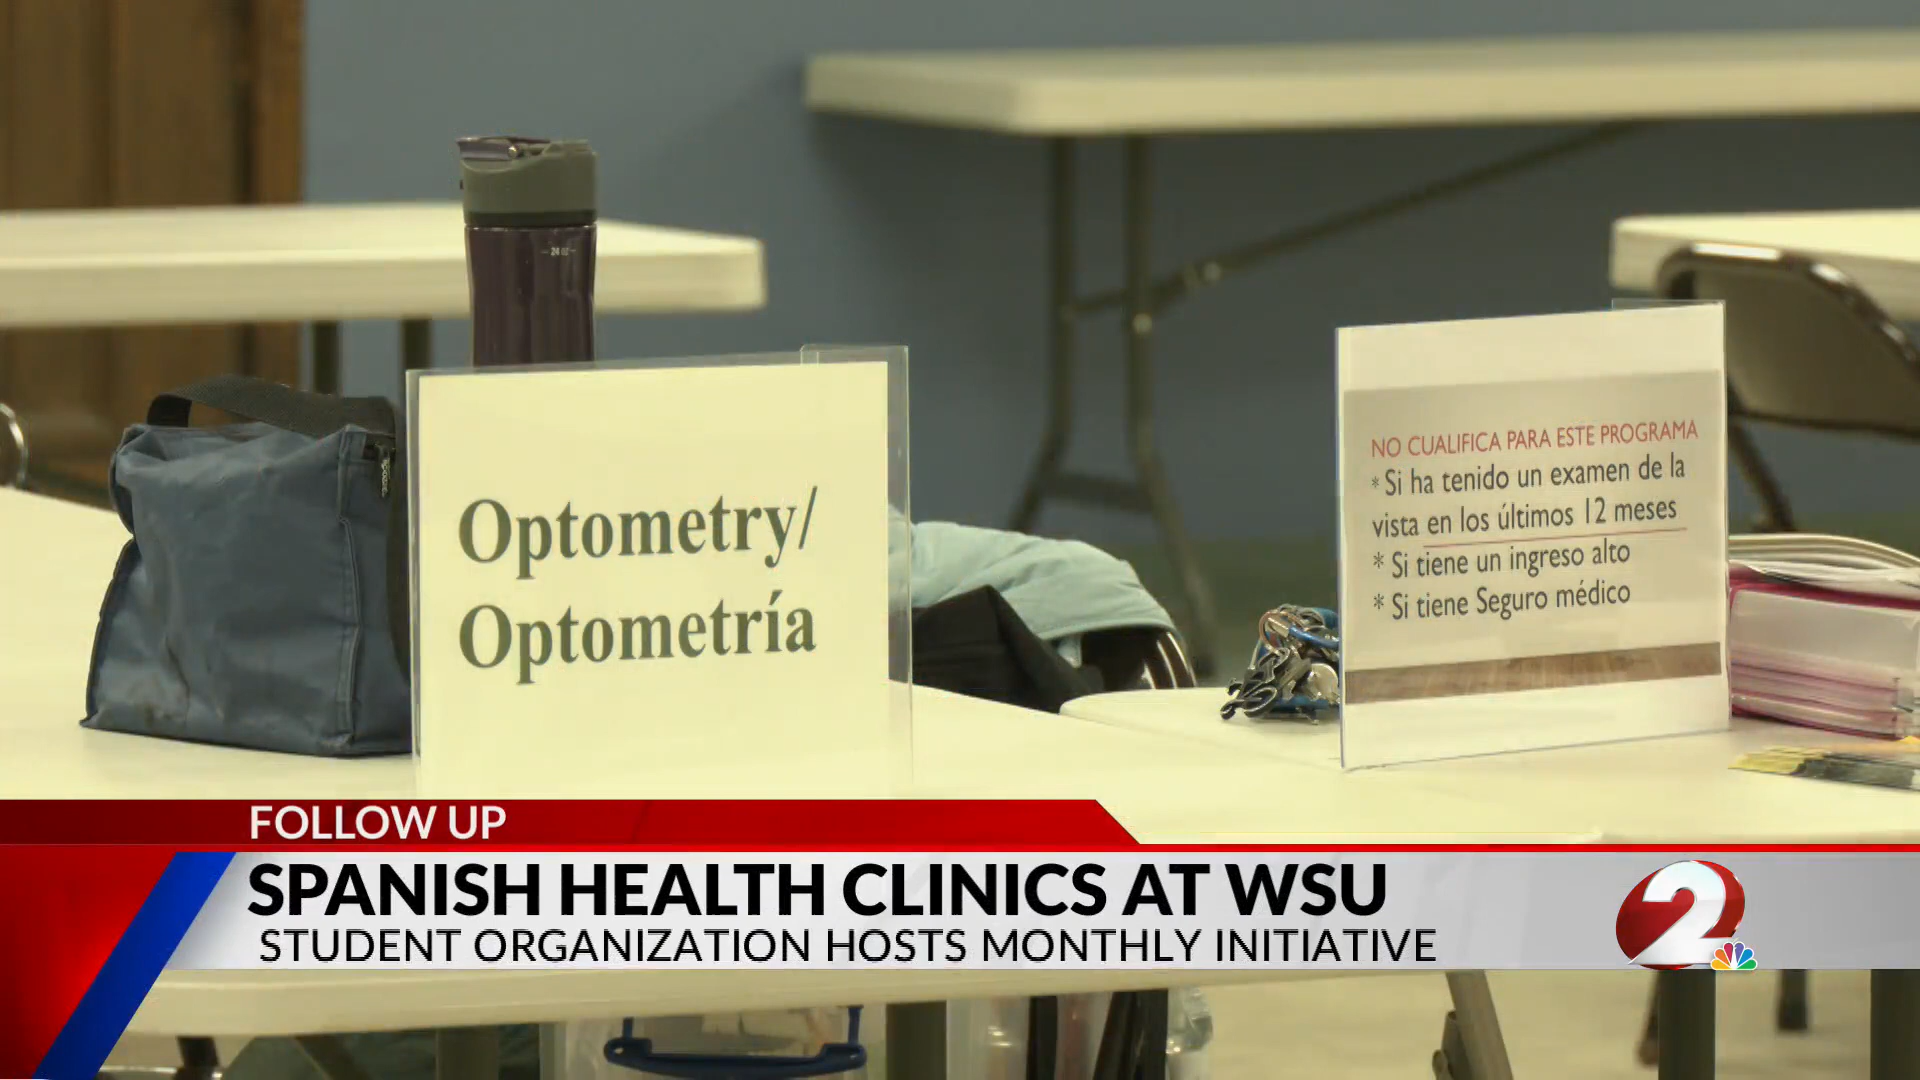 24 oz
Optometry/
Optometría
NO CUALIFICA PARA ESTE PROGRAMA
* Si ha tenido un examen de la
vista en los últimos 12 meses
* Si tiene un ingreso alto
* Si tiene Seguro médico
FOLLOW UP
SPANISH HEALTH CLINICS AT WSU
STUDENT ORGANIZATION HOSTS MONTHLY INITIATIVE
2